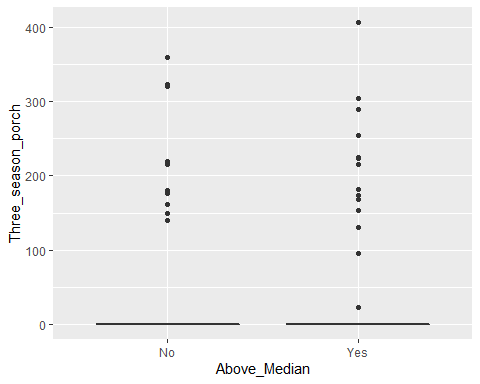 400
300
200
100
0
Three_season_porch
No Yes
Above_Median